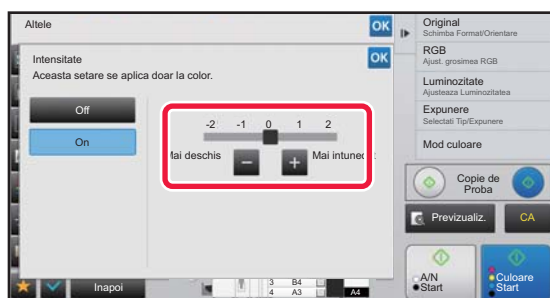 Altele
OK
Intensitate
OK
Aceasta setare se aplica doar la color.
Off
On
-2 -1 0 1 2
Mai deschis
Mai intunec
Inapoi
3 B4
4 A3
A4
Original
Schimba Format/Orientare
RGB
Ajust. grosimea RGB
Luminozitate
Ajusteaza Luminozitatea
Expunere
Selectati Tip/Expunere
Mod culoare
Copie de
Proba
Previzualiz.
CA
A/N
Start
Culoare
Start